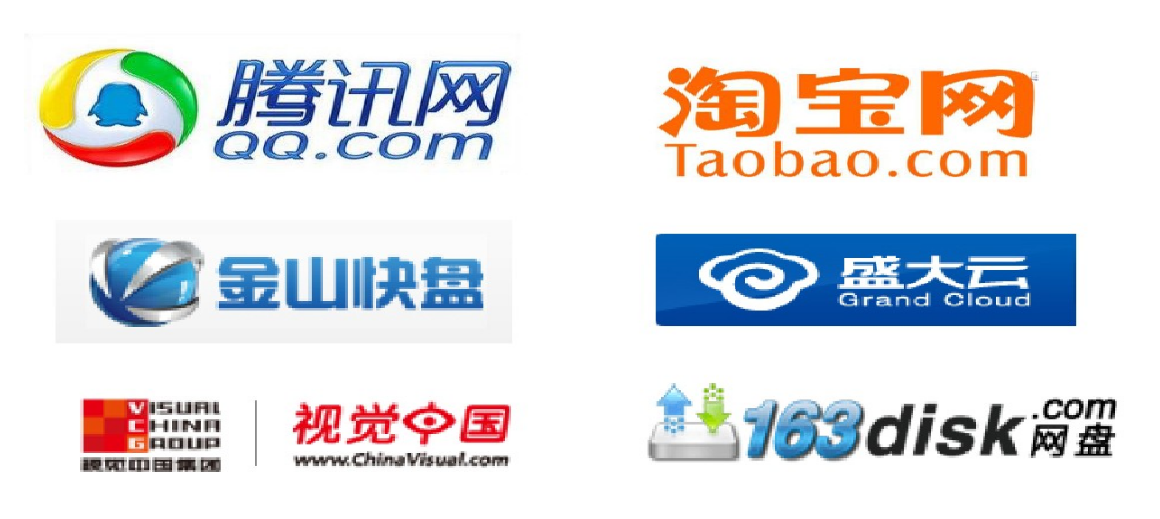 腾讯网
QQ.com
淘宝网
Taobao.com
金山快盘
盛大云
Grand Cloud
VISUAL
CHINA
GROUP
视觉中国集团
视觉中国
www.ChinaVisual.com
163disk.com
网盘